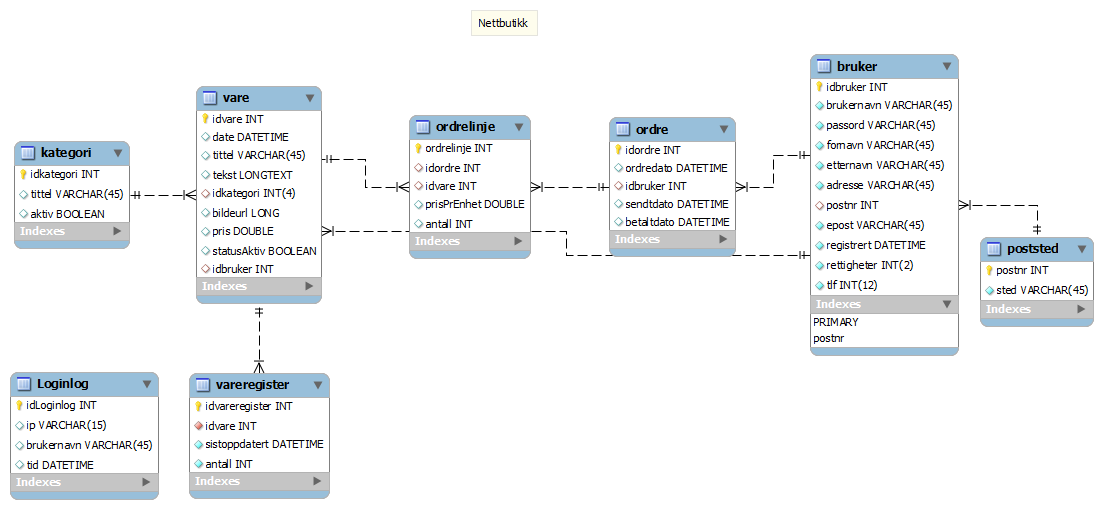 Nettbutikk
kategori
idkategori INT
tittel VARCHAR(45)
aktiv BOOLEAN
Indexes
vare
idvare INT
date DATETIME
tittel VARCHAR(45)
tekst LONGTEXT
idkategori INT(4)
bildeurl LONG
pris DOUBLE
statusAktiv BOOLEAN
idbruker INT
Indexes
ordrelinje
ordrelinje INT
idordre INT
idvare INT
prisPrEnhet DOUBLE
antall INT
Indexes
ordre
idordre INT
ordredato DATETIME
idbruker INT
sendtdato DATETIME
betaltdato DATETIME
Indexes
bruker
idbruker INT
brukernavn VARCHAR(45)
passord VARCHAR(45)
fornavn VARCHAR(45)
etternavn VARCHAR(45)
adresse VARCHAR(45)
postnr INT
epost VARCHAR(45)
registrert DATETIME
rettigheter INT(2)
tlf INT(12)
Indexes
PRIMARY
postnr
poststed
postnr INT
sted VARCHAR(45)
Indexes
Loginlog
idLoginlog INT
ip VARCHAR(15)
brukernavn VARCHAR(45)
tid DATETIME
Indexes
vareregister
idvareregister INT
idvare INT
sistoppdatert DATETIME
antall INT
Indexes